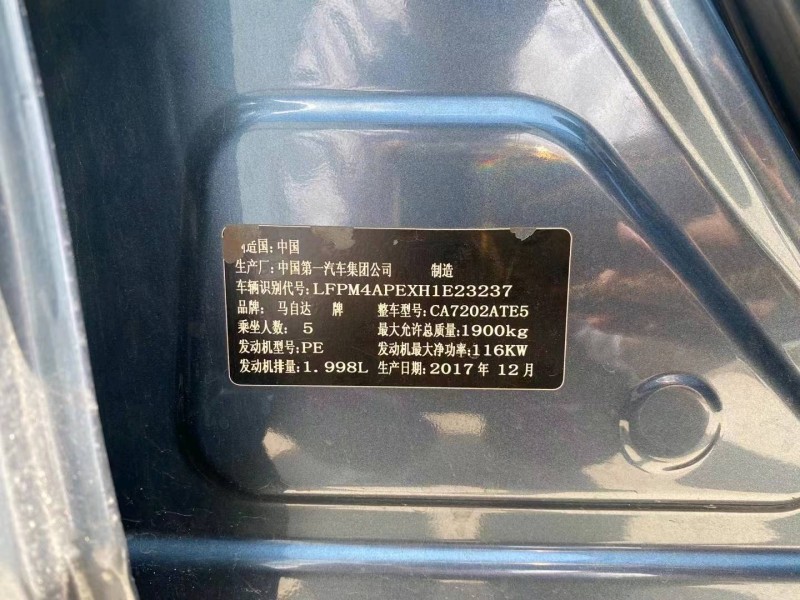 制造国: 中国
生产厂: 中国第一汽车集团公司 制造
车辆识别代号: LFPM4APEXH1E23237
品牌: 马自达 牌 整车型号: CA7202ATE5
乘坐人数: 5 最大允许总质量: 1900kg
发动机型号: PE 发动机最大净功率: 116KW
发动机排量: 1.998L 生产日期: 2017 年 12 月